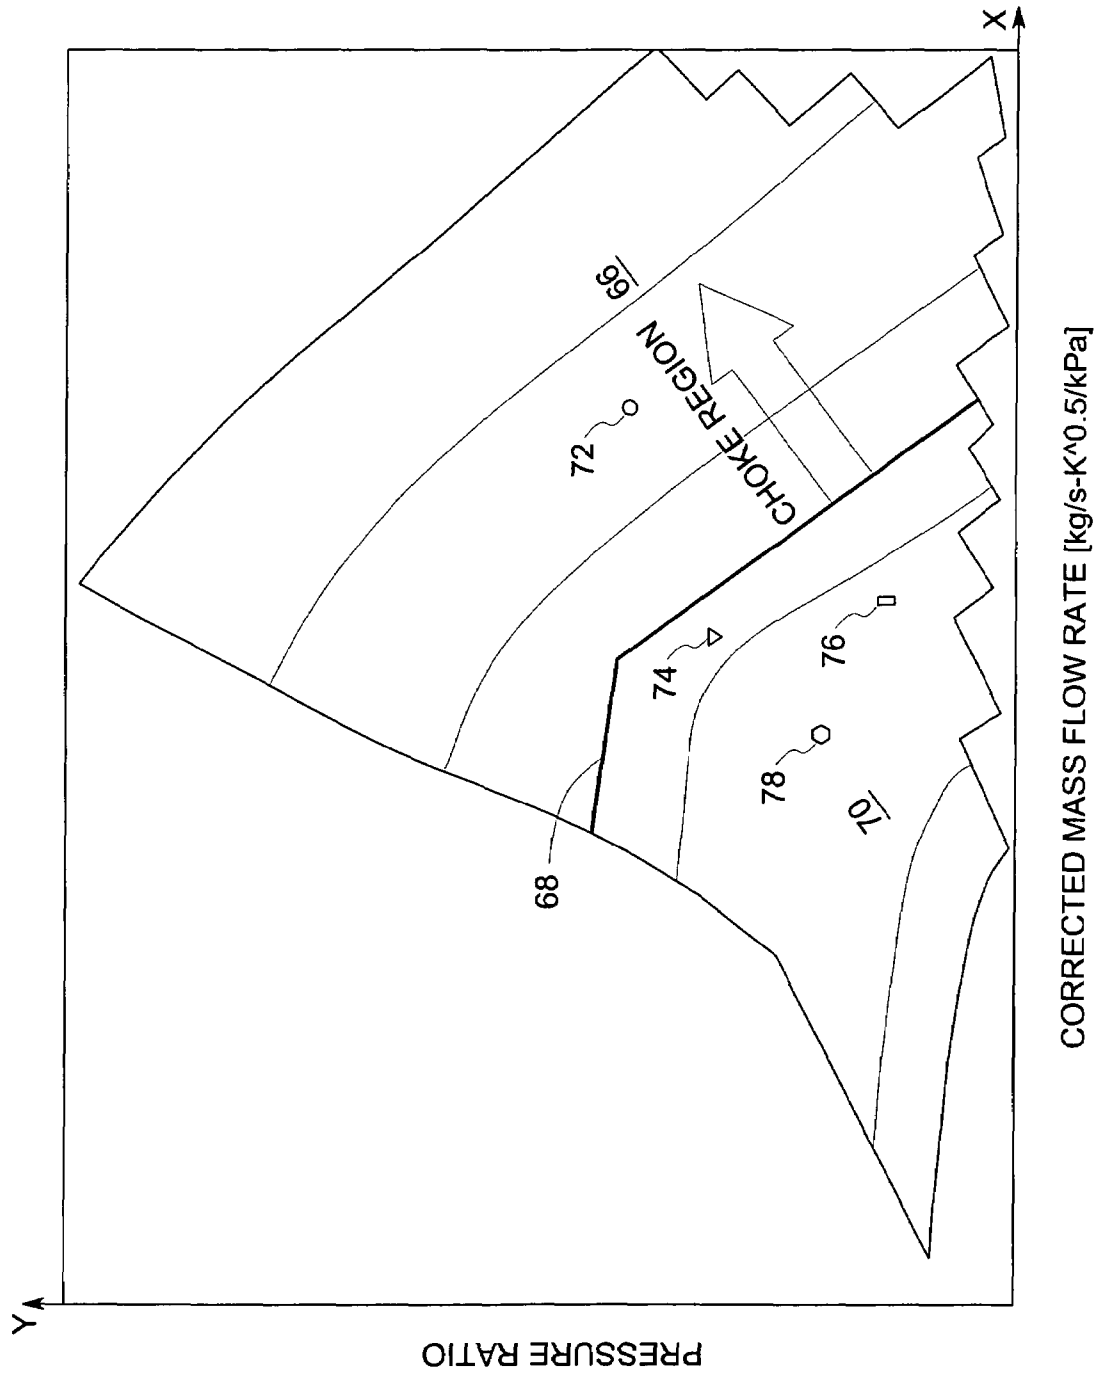 Y
X
PRESSURE RATIO
CORRECTED MASS FLOW RATE [kg/s-K^0.5/kPa]
CHOKE REGION
66
68
70
72
74
76
78